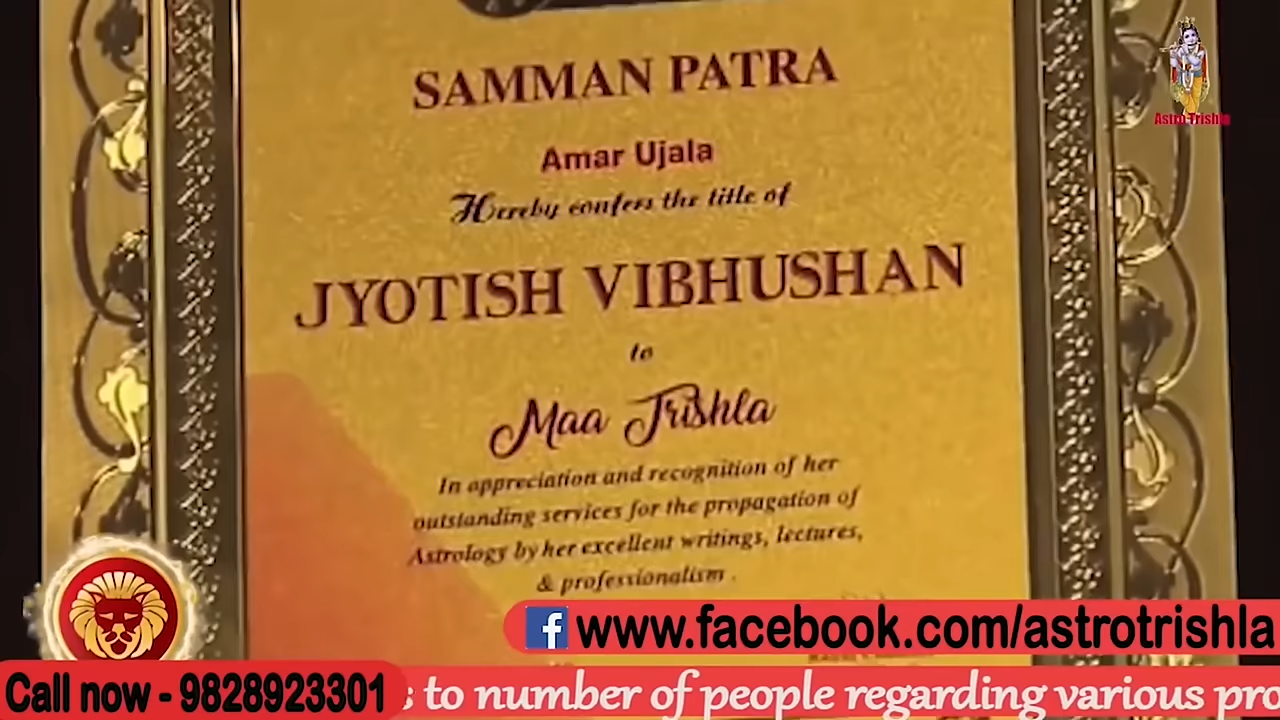 SAMMAN PATRA
Astro Trishla
Amar Ujala
Hereby confers the title of
JYOTISH VIBHUSHAN
to
Maa Trishla
In appreciation and recognition of her
outstanding services for the propagation of
Astrology by her excellent writings, lectures,
& professionalism .
www.facebook.com/astrotrishla
Call now - 9828923301
s to number of people regarding various pro